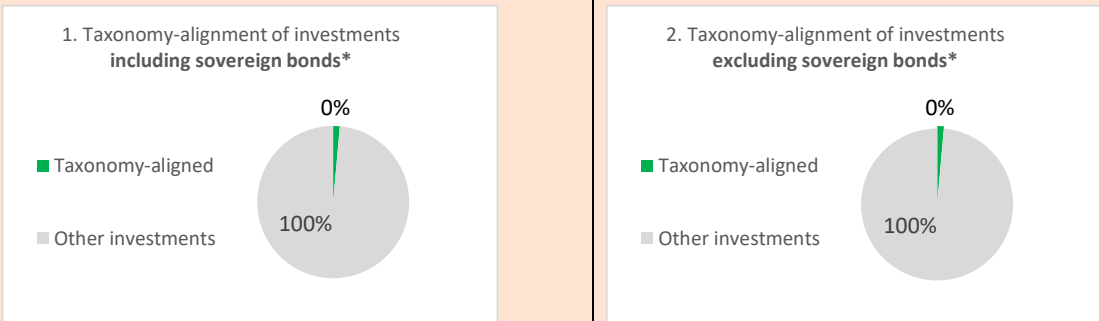 1. Taxonomy-alignment of investments
including sovereign bonds*
0%
Taxonomy-aligned
100%
Other investments
2. Taxonomy-alignment of investments
excluding sovereign bonds*
0%
Taxonomy-aligned
100%
Other investments